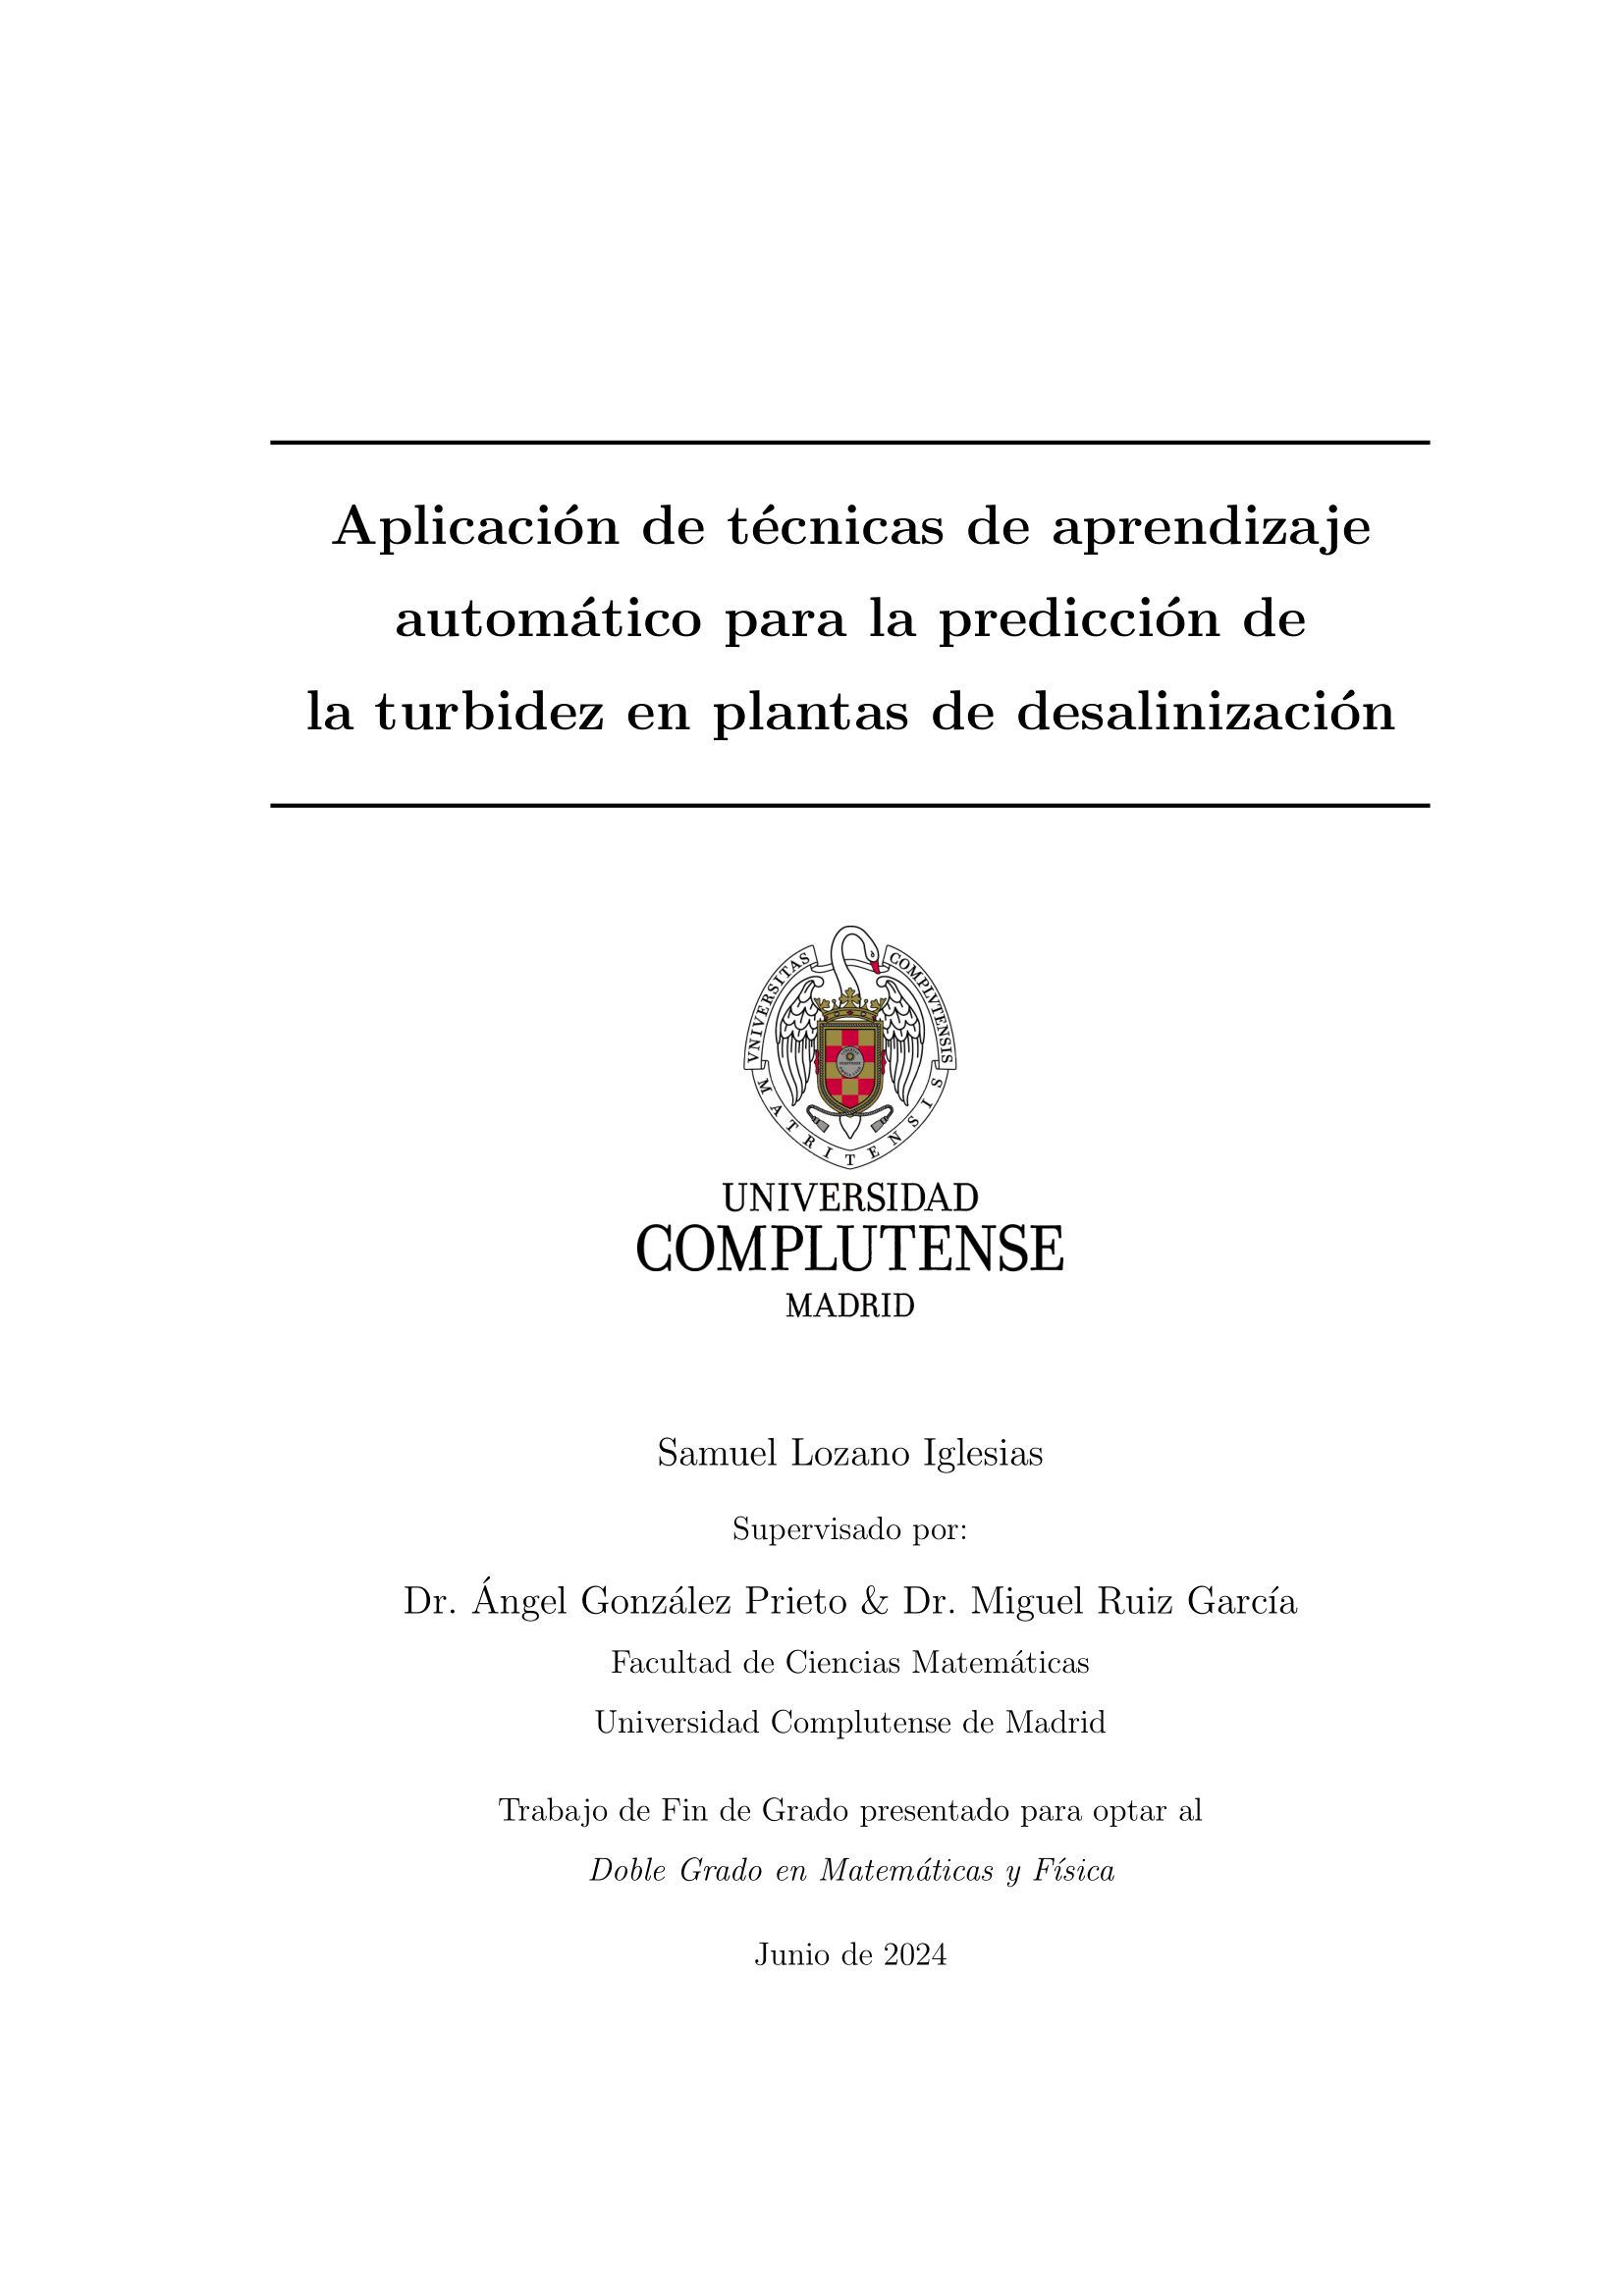 Aplicación de técnicas de aprendizaje
automático para la predicción de
la turbidez en plantas de desalinización
VNIVERSITAS
COMPLVTENSIS
MATRITENSIS
UNIVERSIDAD
COMPLUTENSE
MADRID
Samuel Lozano Iglesias
Supervisado por:
Dr. Ángel González Prieto & Dr. Miguel Ruiz García
Facultad de Ciencias Matemáticas
Universidad Complutense de Madrid
Trabajo de Fin de Grado presentado para optar al
Doble Grado en Matemáticas y Física
Junio de 2024